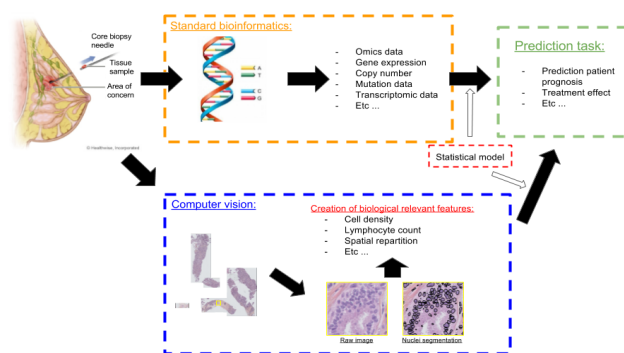 Standard bioinformatics:
Core biopsy
needle
Tissue
sample
Area of
concern
© Healthwise, Incorporated
A
T
C
G
- Omics data
- Gene expression
- Copy number
- Mutation data
- Transcriptomic data
- Etc ...
Prediction task:
- Prediction patient
prognosis
- Treatment effect
- Etc ...
Statistical model
Computer vision:
Creation of biological relevant features:
- Cell density
- Lymphocyte count
- Spatial repartition
- Etc ...
Raw image
Nuclei segmentation